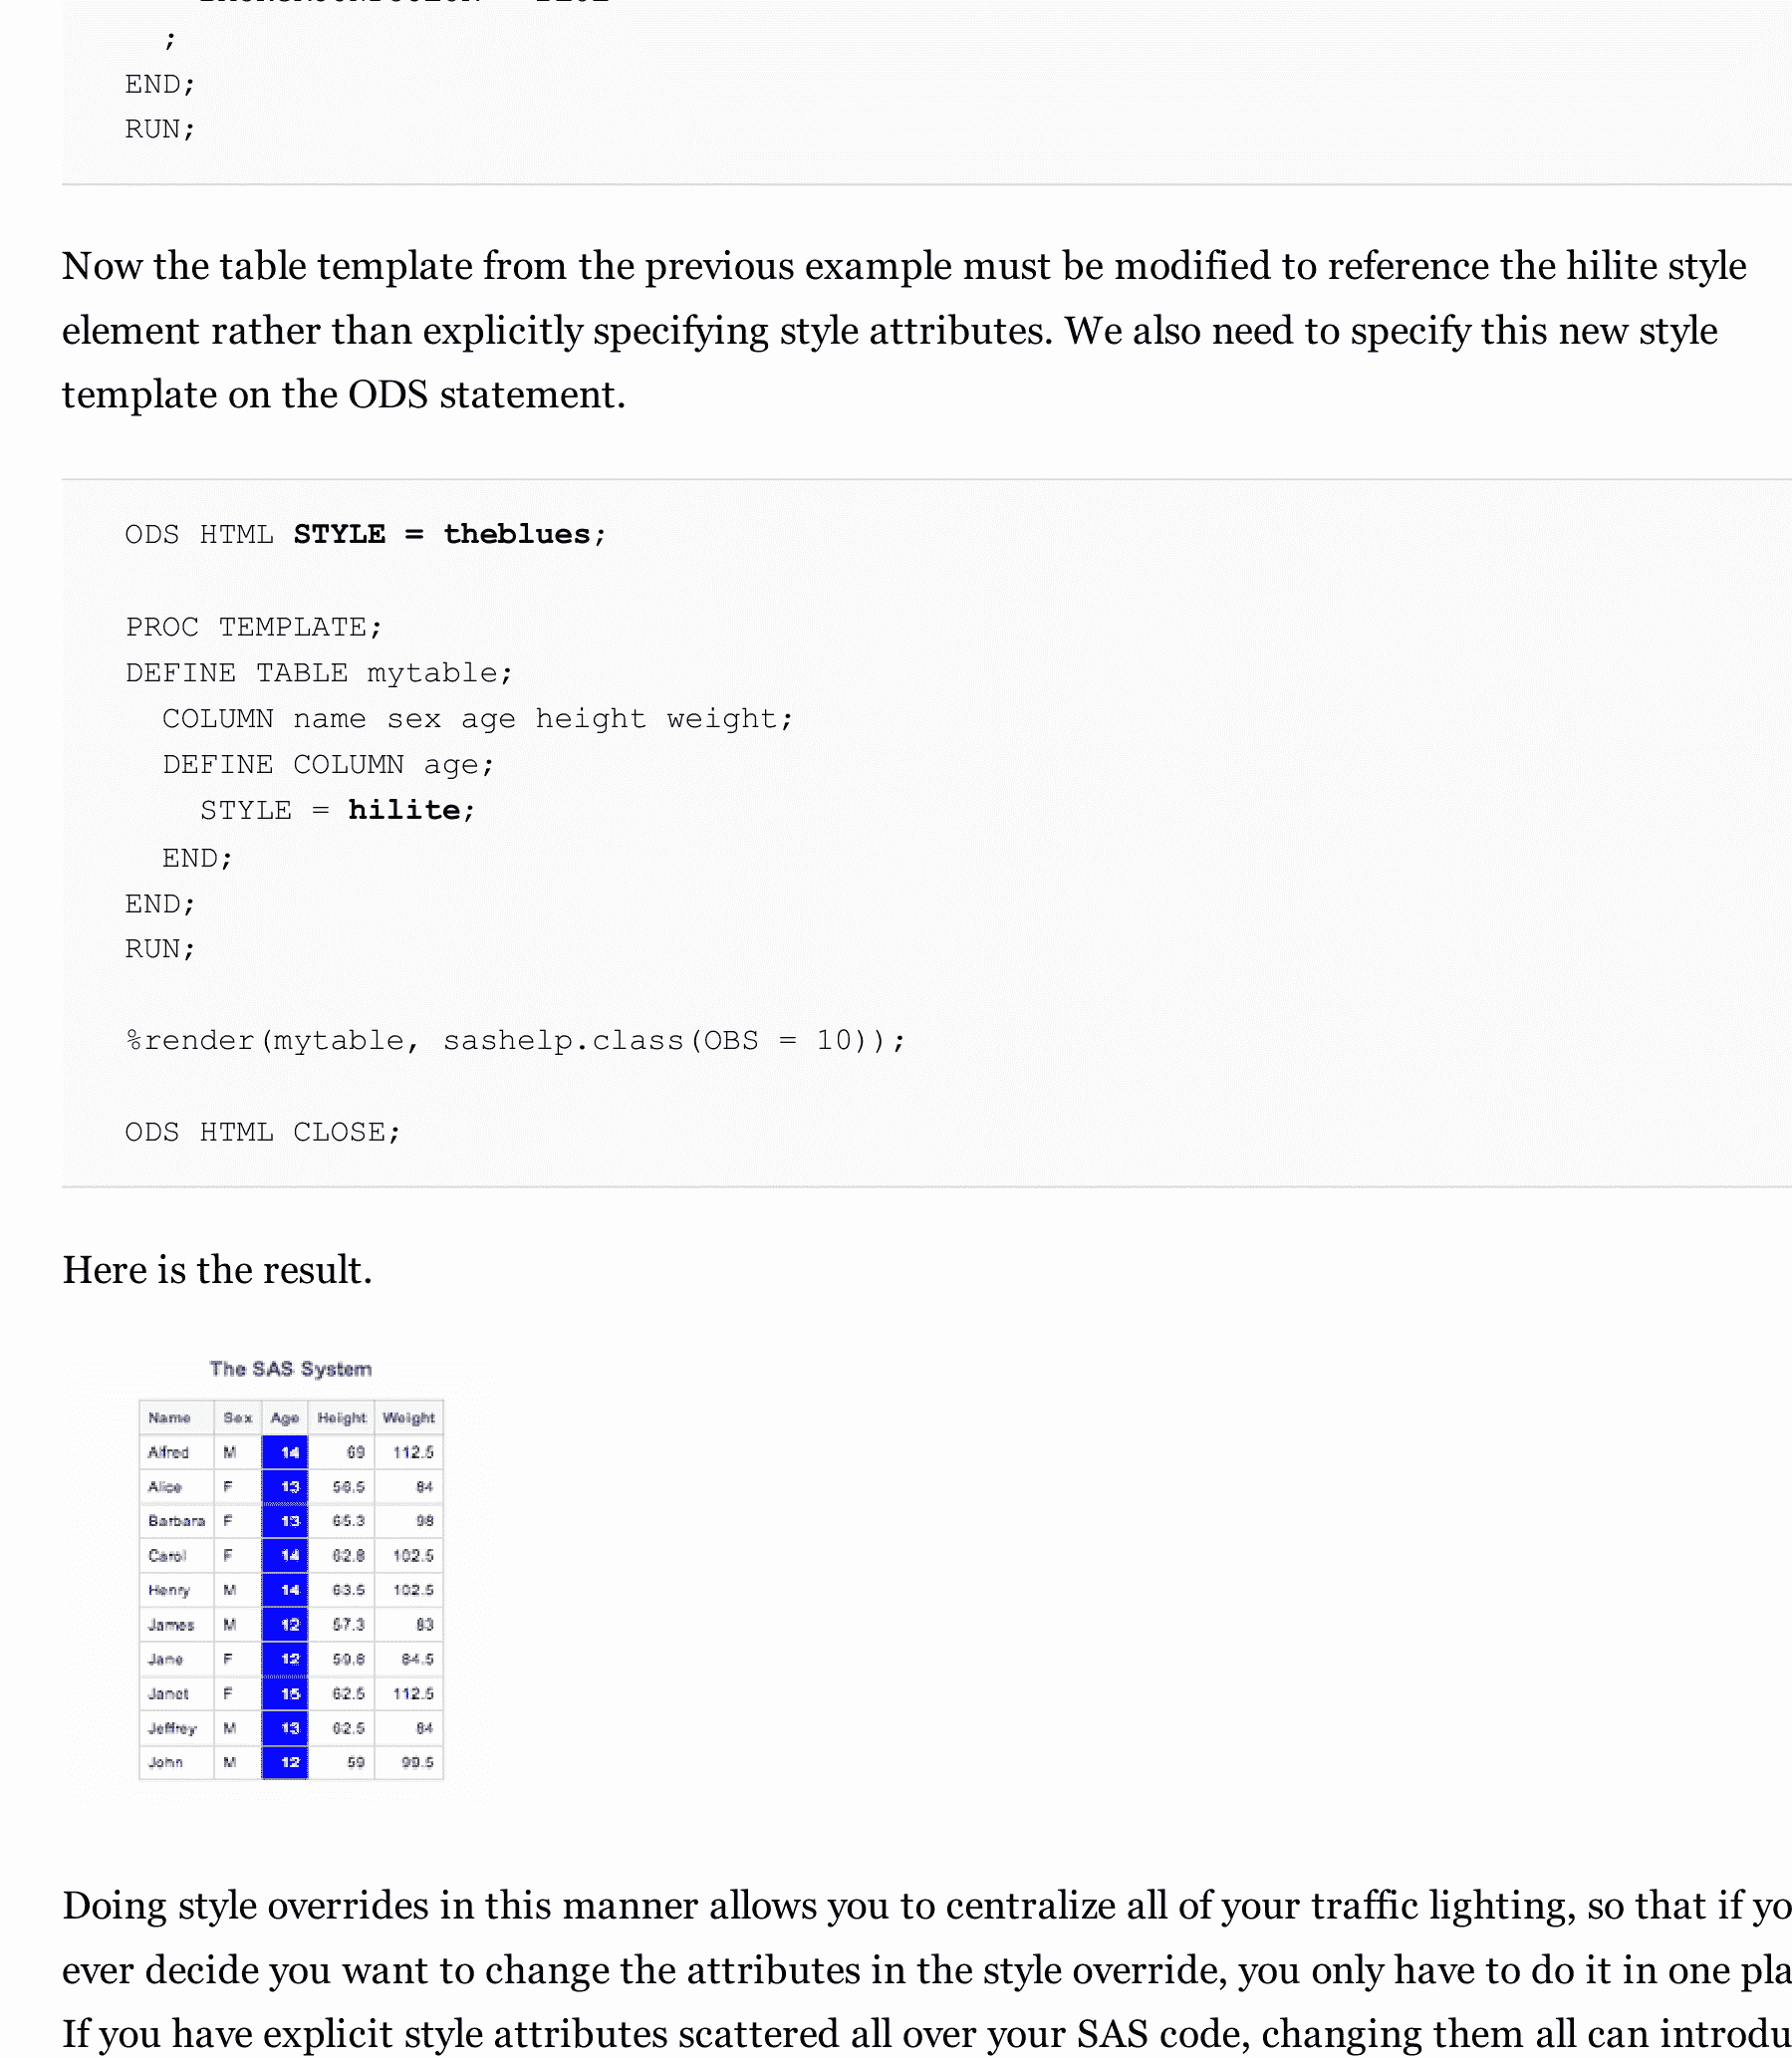 ;
END;
RUN;
Now the table template from the previous example must be modified to reference the hilite style
element rather than explicitly specifying style attributes. We also need to specify this new style
template on the ODS statement.
ODS HTML STYLE = theblues;
PROC TEMPLATE;
DEFINE TABLE mytable;
COLUMN name sex age height weight;
DEFINE COLUMN age;
STYLE = hilite;
END;
END;
RUN;
%render(mytable, sashelp.class(OBS = 10));
ODS HTML CLOSE;
Here is the result.
The SAS System
Name Sex Age Height Weight
Alfred M 14 69 112.5
Alice F 13 56.5 84
Barbara F 13 65.3 98
Carol F 14 62.8 102.5
Henry M 14 63.5 102.5
James M 12 57.3 83
Jane F 12 59.8 84.5
Janet F 15 62.5 112.5
Jeffrey M 13 62.5 84
John M 12 59 99.5
Doing style overrides in this manner allows you to centralize all of your traffic lighting, so that if yo
ever decide you want to change the attributes in the style override, you only have to do it in one pla
If you have explicit style attributes scattered all over your SAS code, changing them all can introdu